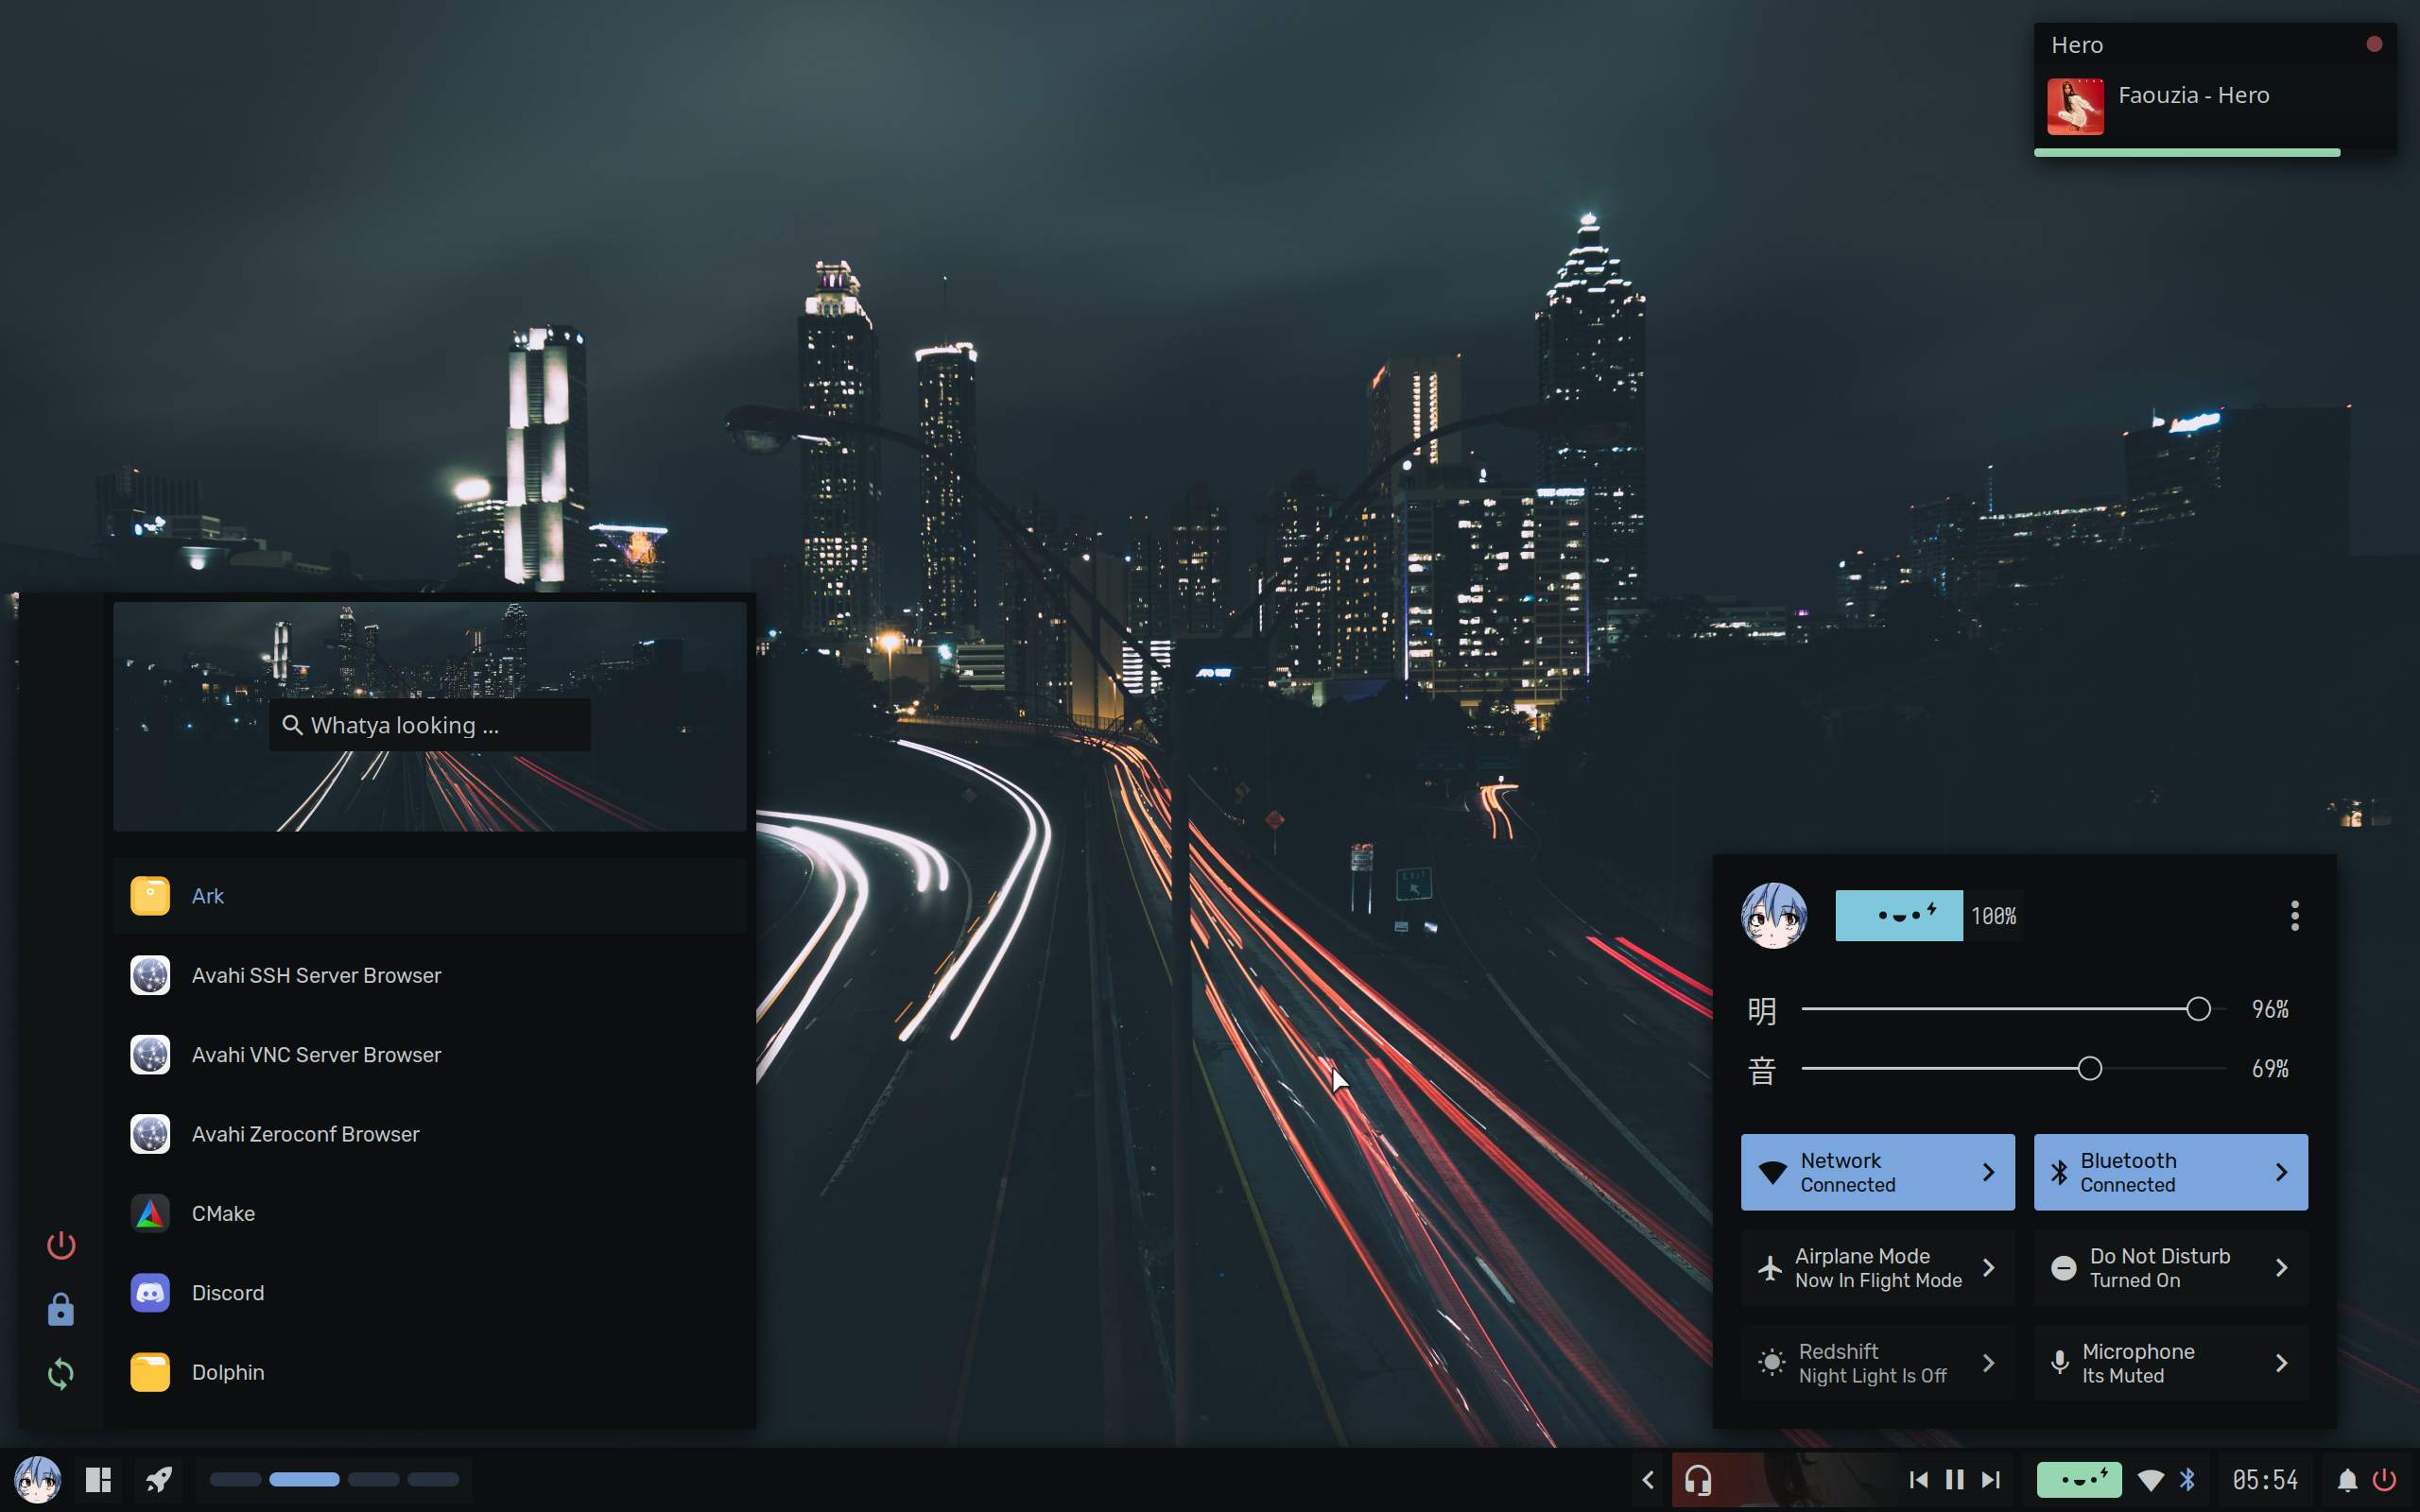 Hero
Faouzia - Hero
Whatya looking ...
Ark
Avahi SSH Server Browser
Avahi VNC Server Browser
Avahi Zeroconf Browser
CMake
Discord
Dolphin
EXIT
100%
明 96%
音 69%
Network
Connected
Bluetooth
Connected
Airplane Mode
Now In Flight Mode
Do Not Disturb
Turned On
Redshift
Night Light Is Off
Microphone
Its Muted
05:54